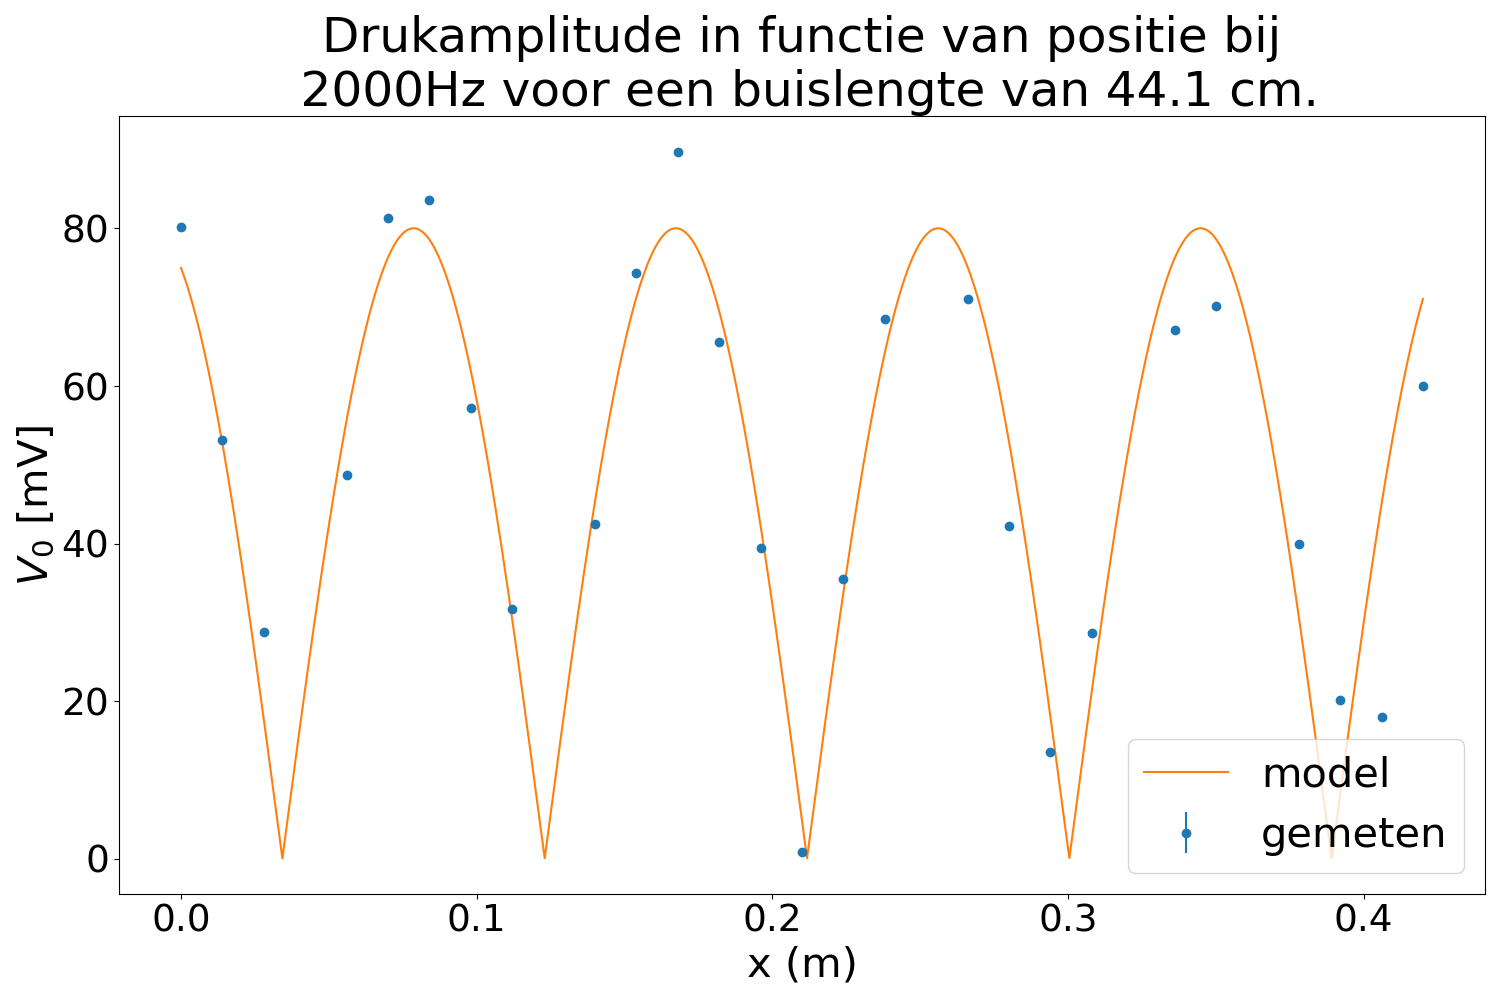 Drukamplitude in functie van positie bij
2000Hz voor een buislengte van 44.1 cm.
80
60
40
20
0
V₀ [mV]
0.0 0.1 0.2 0.3 0.4
x (m)
model
gemeten